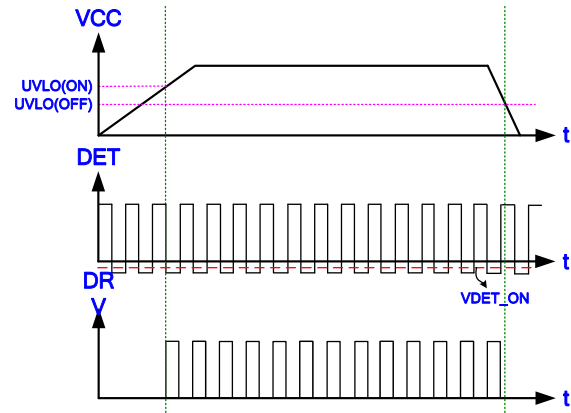 VCC
UVLO(ON)
UVLO(OFF)
t
DET
t
DR
VDET_ON
V
t